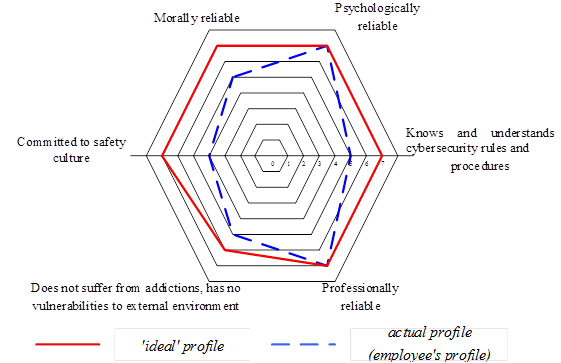 Morally reliable
Psychologically
reliable
Committed to safety
culture
Knows and understands
cybersecurity rules and
procedures
0 1 2 3 4 5 6 7
Does not suffer from addictions, has no
vulnerabilities to external environment
Professionally
reliable
'ideal' profile
actual profile
(employee's profile)